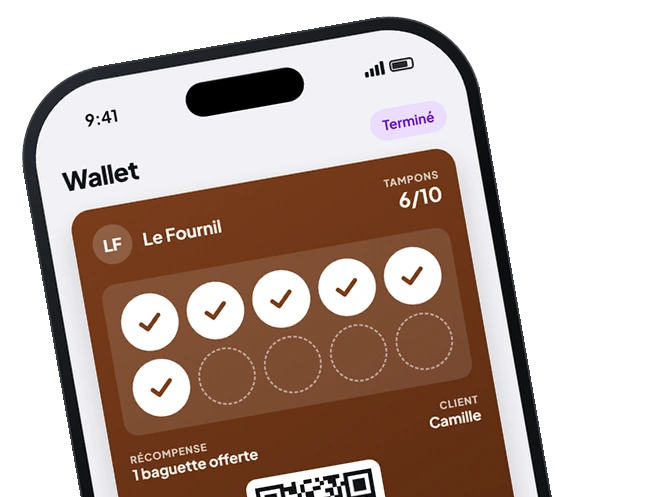 9:41
Terminé
Wallet
TAMPONS
6/10
LF
Le Fournil
CLIENT
Camille
RÉCOMPENSE
1 baguette offerte